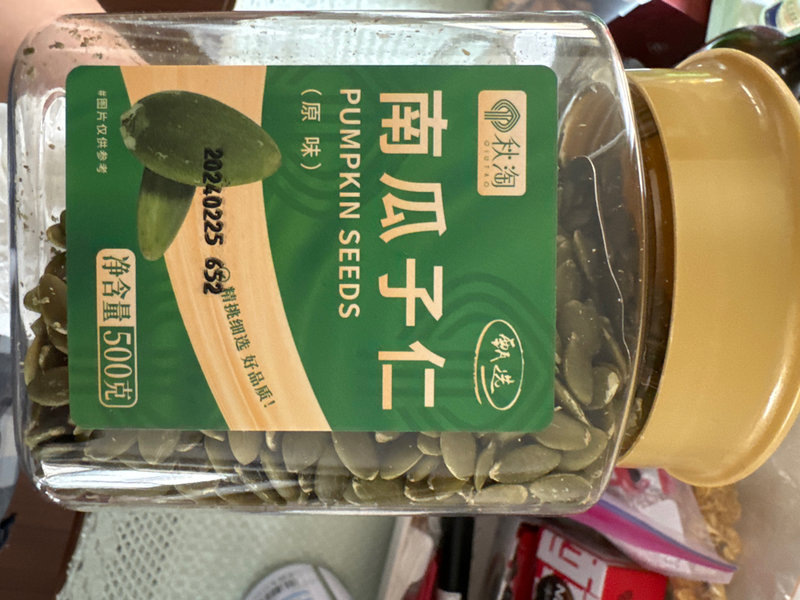 秋淘
QIUTAO
甄选
南瓜子仁
PUMPKIN SEEDS
(原味)
精挑细选 好品质!
20240225 652
净含量 500克
#图片仅供参考